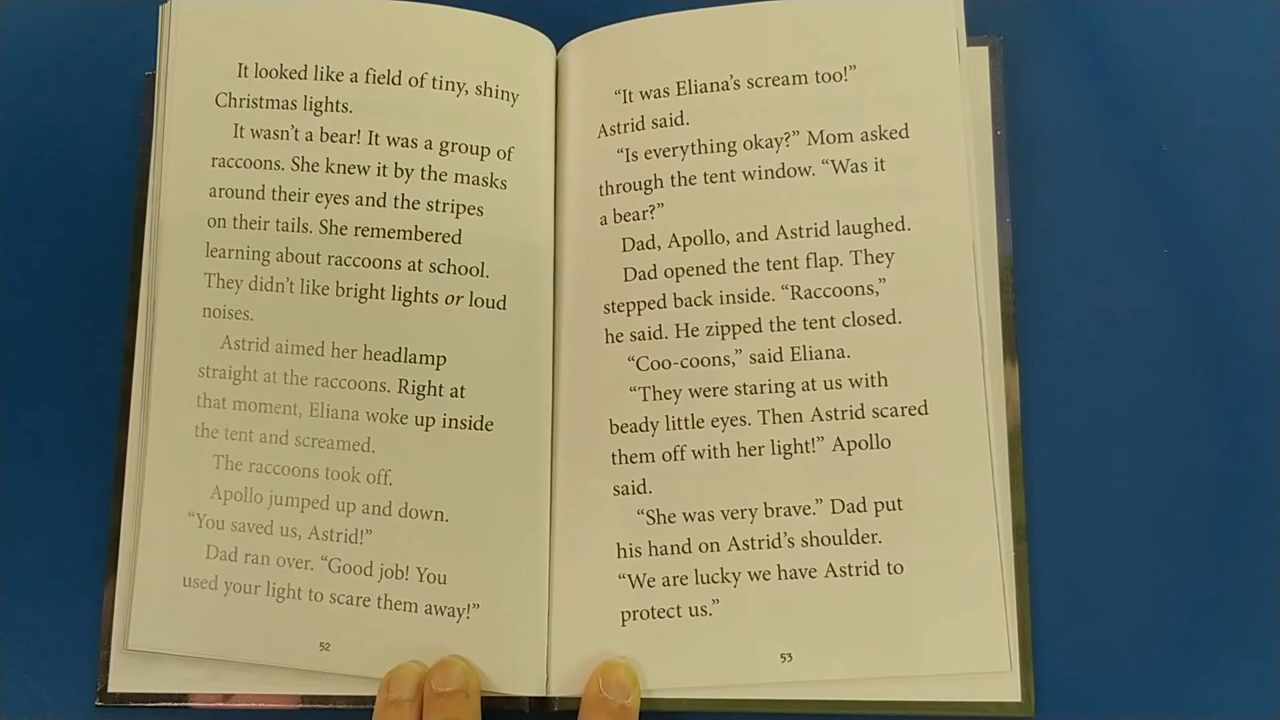 It looked like a field of tiny, shiny
Christmas lights.
It wasn't a bear! It was a group of
raccoons. She knew it by the masks
around their eyes and the stripes
on their tails. She remembered
learning about raccoons at school.
They didn't like bright lights or loud
noises.
Astrid aimed her headlamp
straight at the raccoons. Right at
that moment, Eliana woke up inside
the tent and screamed.
The raccoons took off.
Apollo jumped up and down.
“You saved us, Astrid!”
Dad ran over. “Good job! You
used your light to scare them away!”
52
“It was Eliana's scream too!”
Astrid said.
“Is everything okay?” Mom asked
through the tent window. “Was it
a bear?”
Dad, Apollo, and Astrid laughed.
Dad opened the tent flap. They
stepped back inside. “Raccoons,”
he said. He zipped the tent closed.
“Coo-coons,” said Eliana.
“They were staring at us with
beady little eyes. Then Astrid scared
them off with her light!” Apollo
said.
“She was very brave.” Dad put
his hand on Astrid's shoulder.
“We are lucky we have Astrid to
protect us.”
53